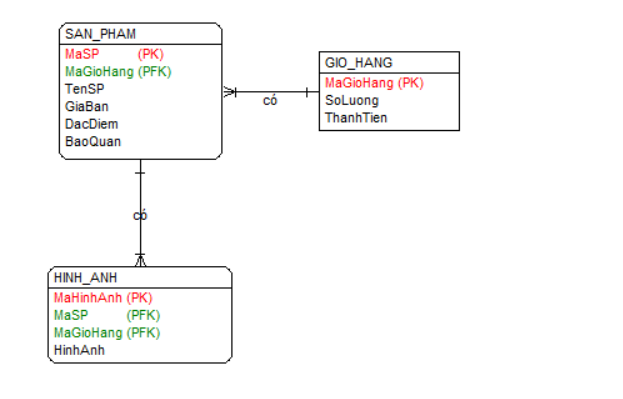 SAN_PHAM
MaSP (PK)
MaGioHang (PFK)
TenSP
GiaBan
DacDiem
BaoQuan
GIO_HANG
MaGioHang (PK)
SoLuong
ThanhTien
có
có
HINH_ANH
MaHinhAnh (PK)
MaSP (PFK)
MaGioHang (PFK)
HinhAnh